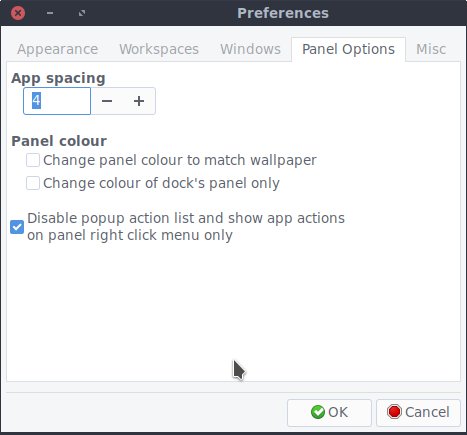 Preferences
Appearance Workspaces Windows Panel Options Misc
App spacing
4
Panel colour
Change panel colour to match wallpaper
Change colour of dock's panel only
Disable popup action list and show app actions
on panel right click menu only
OK Cancel